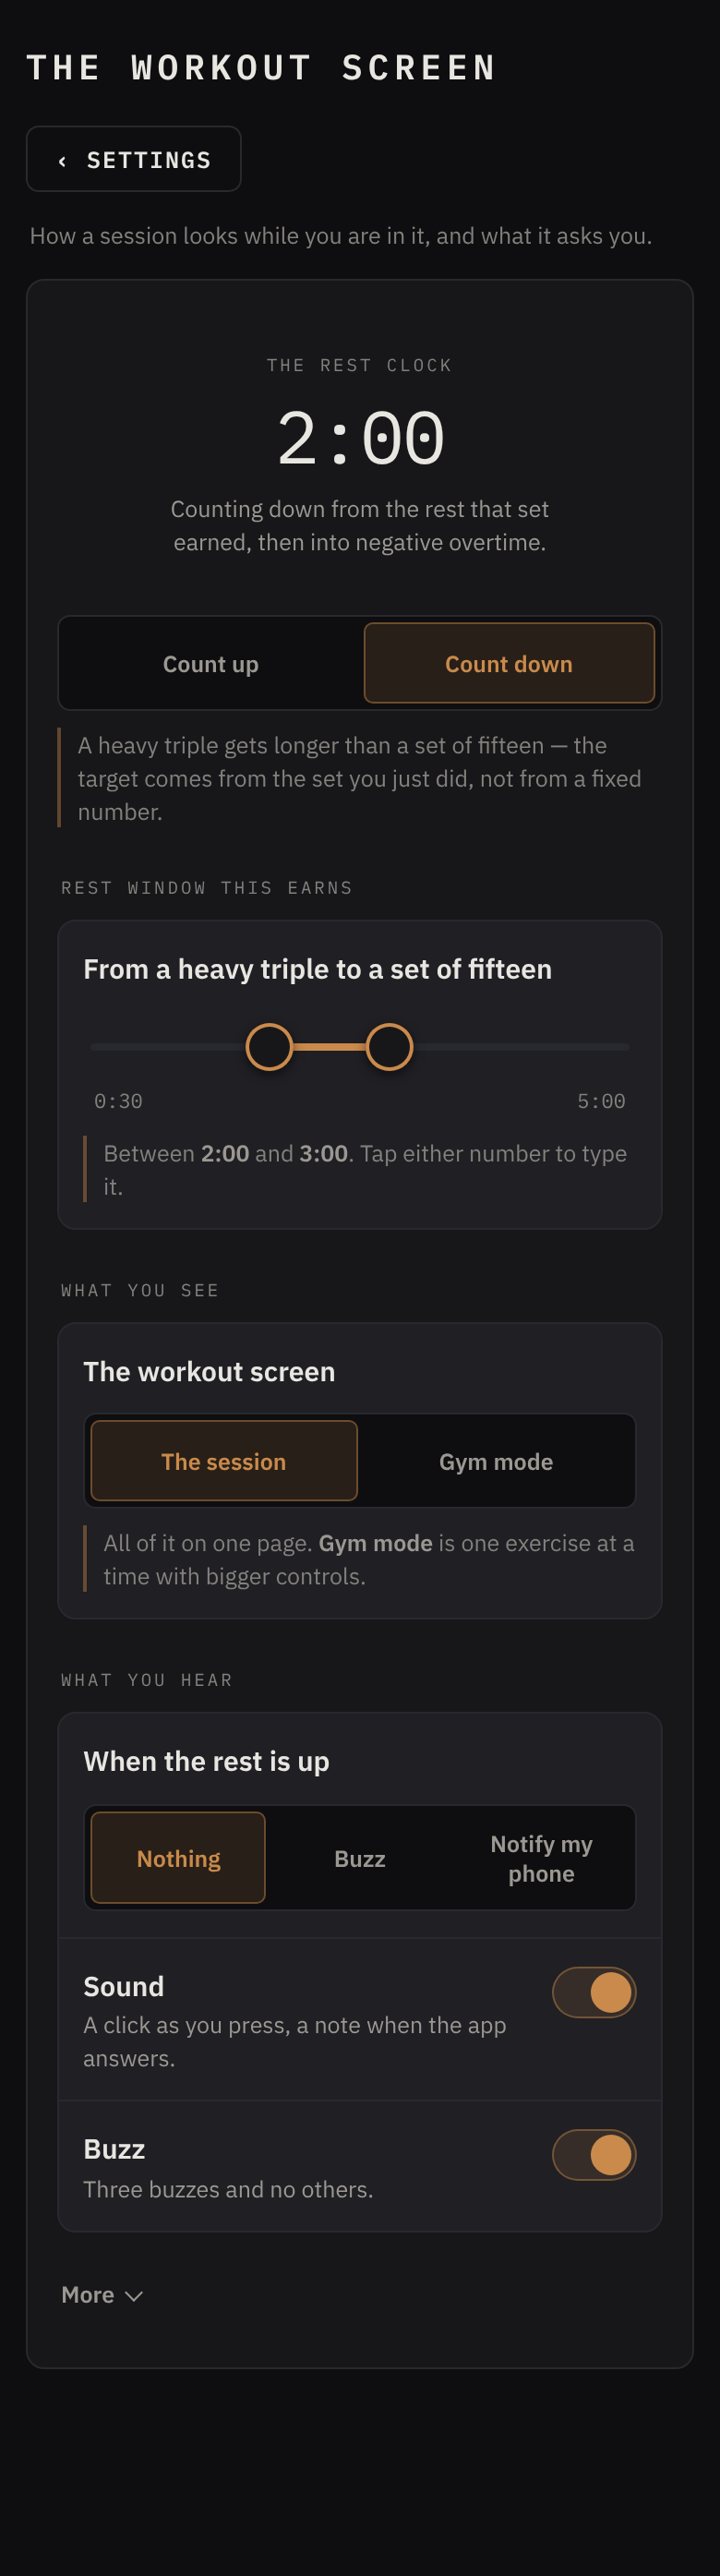 THE WORKOUT SCREEN
‹ SETTINGS
How a session looks while you are in it, and what it asks you.
THE REST CLOCK
2:00
Counting down from the rest that set
earned, then into negative overtime.
Count up
Count down
A heavy triple gets longer than a set of fifteen — the
target comes from the set you just did, not from a fixed
number.
REST WINDOW THIS EARNS
From a heavy triple to a set of fifteen
0:30
5:00
Between 2:00 and 3:00. Tap either number to type
it.
WHAT YOU SEE
The workout screen
The session
Gym mode
All of it on one page. Gym mode is one exercise at a
time with bigger controls.
WHAT YOU HEAR
When the rest is up
Nothing
Buzz
Notify my
phone
Sound
A click as you press, a note when the app
answers.
Buzz
Three buzzes and no others.
More